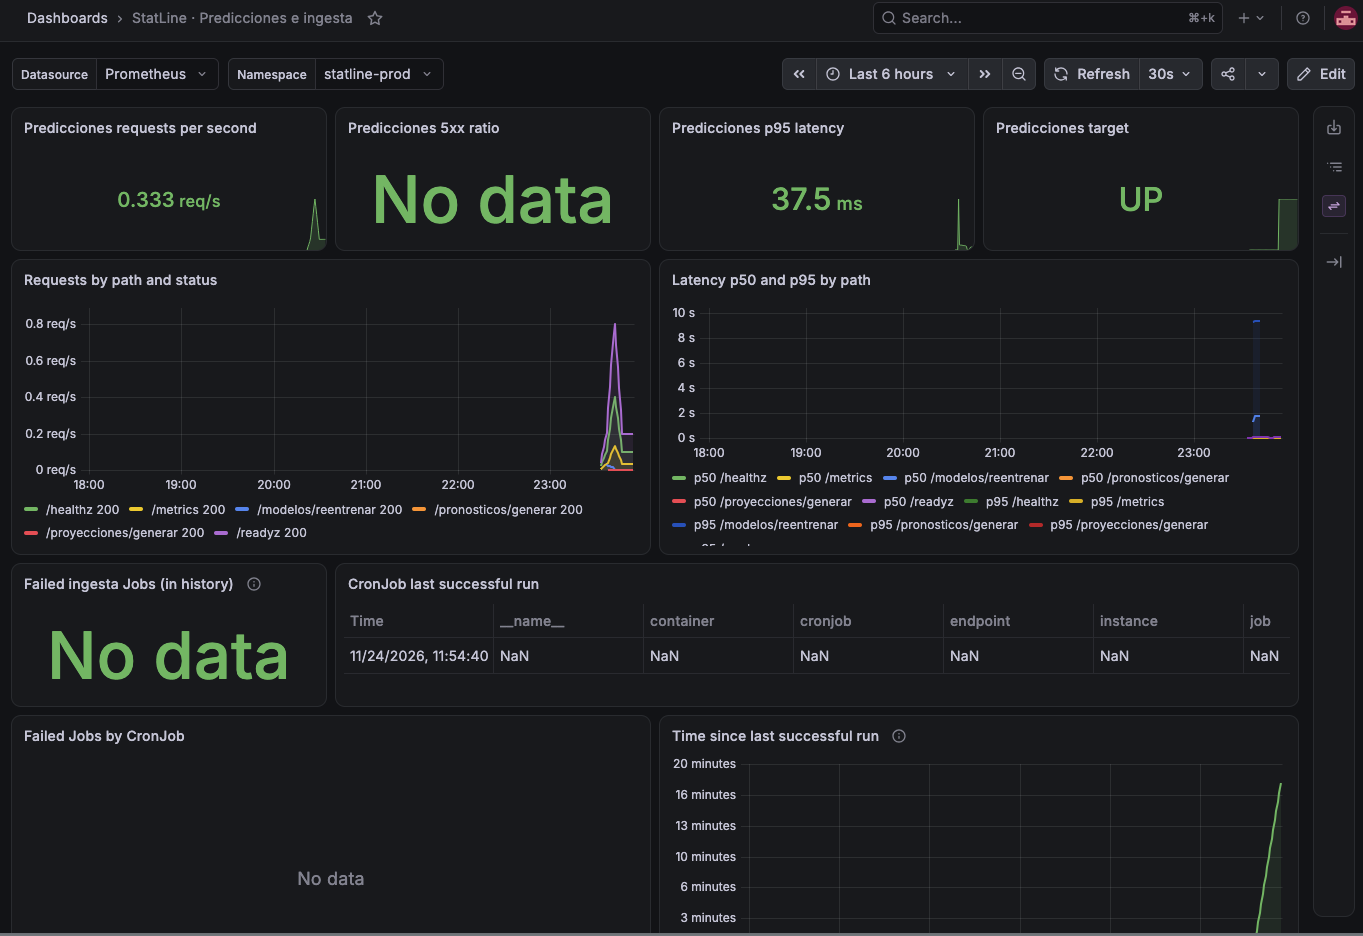 Dashboards › StatLine · Predicciones e ingesta
Search... ⌘+k
Datasource Prometheus
Namespace statline-prod
Last 6 hours
Refresh 30s
Edit
Predicciones requests per second
0.333 req/s
Predicciones 5xx ratio
No data
Predicciones p95 latency
37.5 ms
Predicciones target
UP
Requests by path and status
0.8 req/s
0.6 req/s
0.4 req/s
0.2 req/s
0 req/s
18:00 19:00 20:00 21:00 22:00 23:00
/healthz 200 /metrics 200 /modelos/reentrenar 200 /pronosticos/generar 200
/proyecciones/generar 200 /readyz 200
Latency p50 and p95 by path
10 s
8 s
6 s
4 s
2 s
0 s
18:00 19:00 20:00 21:00 22:00 23:00
p50 /healthz p50 /metrics p50 /modelos/reentrenar p50 /pronosticos/generar
p50 /proyecciones/generar p50 /readyz p95 /healthz p95 /metrics
p95 /modelos/reentrenar p95 /pronosticos/generar p95 /proyecciones/generar
Failed ingesta Jobs (in history)
No data
CronJob last successful run
Time __name__ container cronjob endpoint instance job
11/24/2026, 11:54:40 NaN NaN NaN NaN NaN NaN
Failed Jobs by CronJob
No data
Time since last successful run
20 minutes
16 minutes
13 minutes
10 minutes
6 minutes
3 minutes